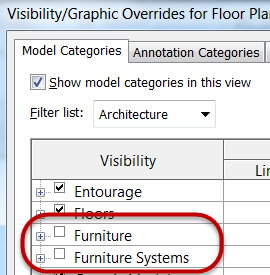 Visibility/Graphic Overrides for Floor Pla
Model Categories
Annotation Categories
Show model categories in this view
Filter list: Architecture
Visibility
Li
Entourage
Floors
Furniture
Furniture Systems